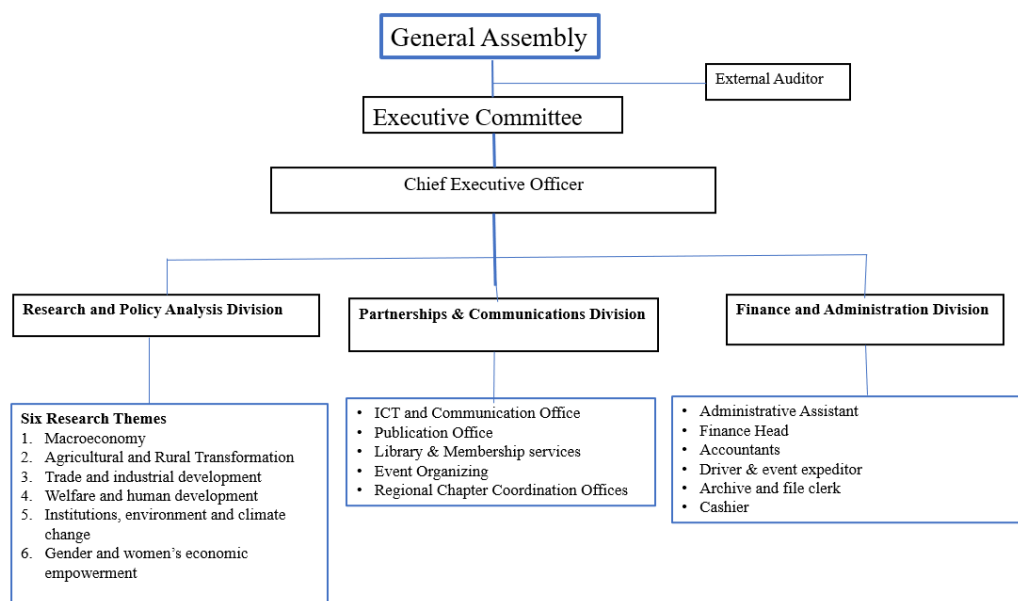 General Assembly
External Auditor
Executive Committee
Chief Executive Officer
Research and Policy Analysis Division
Partnerships & Communications Division
Finance and Administration Division
Six Research Themes
1. Macroeconomy
2. Agricultural and Rural Transformation
3. Trade and industrial development
4. Welfare and human development
5. Institutions, environment and climate
change
6. Gender and women’s economic
empowerment
• ICT and Communication Office
• Publication Office
• Library & Membership services
• Event Organizing
• Regional Chapter Coordination Offices
• Administrative Assistant
• Finance Head
• Accountants
• Driver & event expeditor
• Archive and file clerk
• Cashier